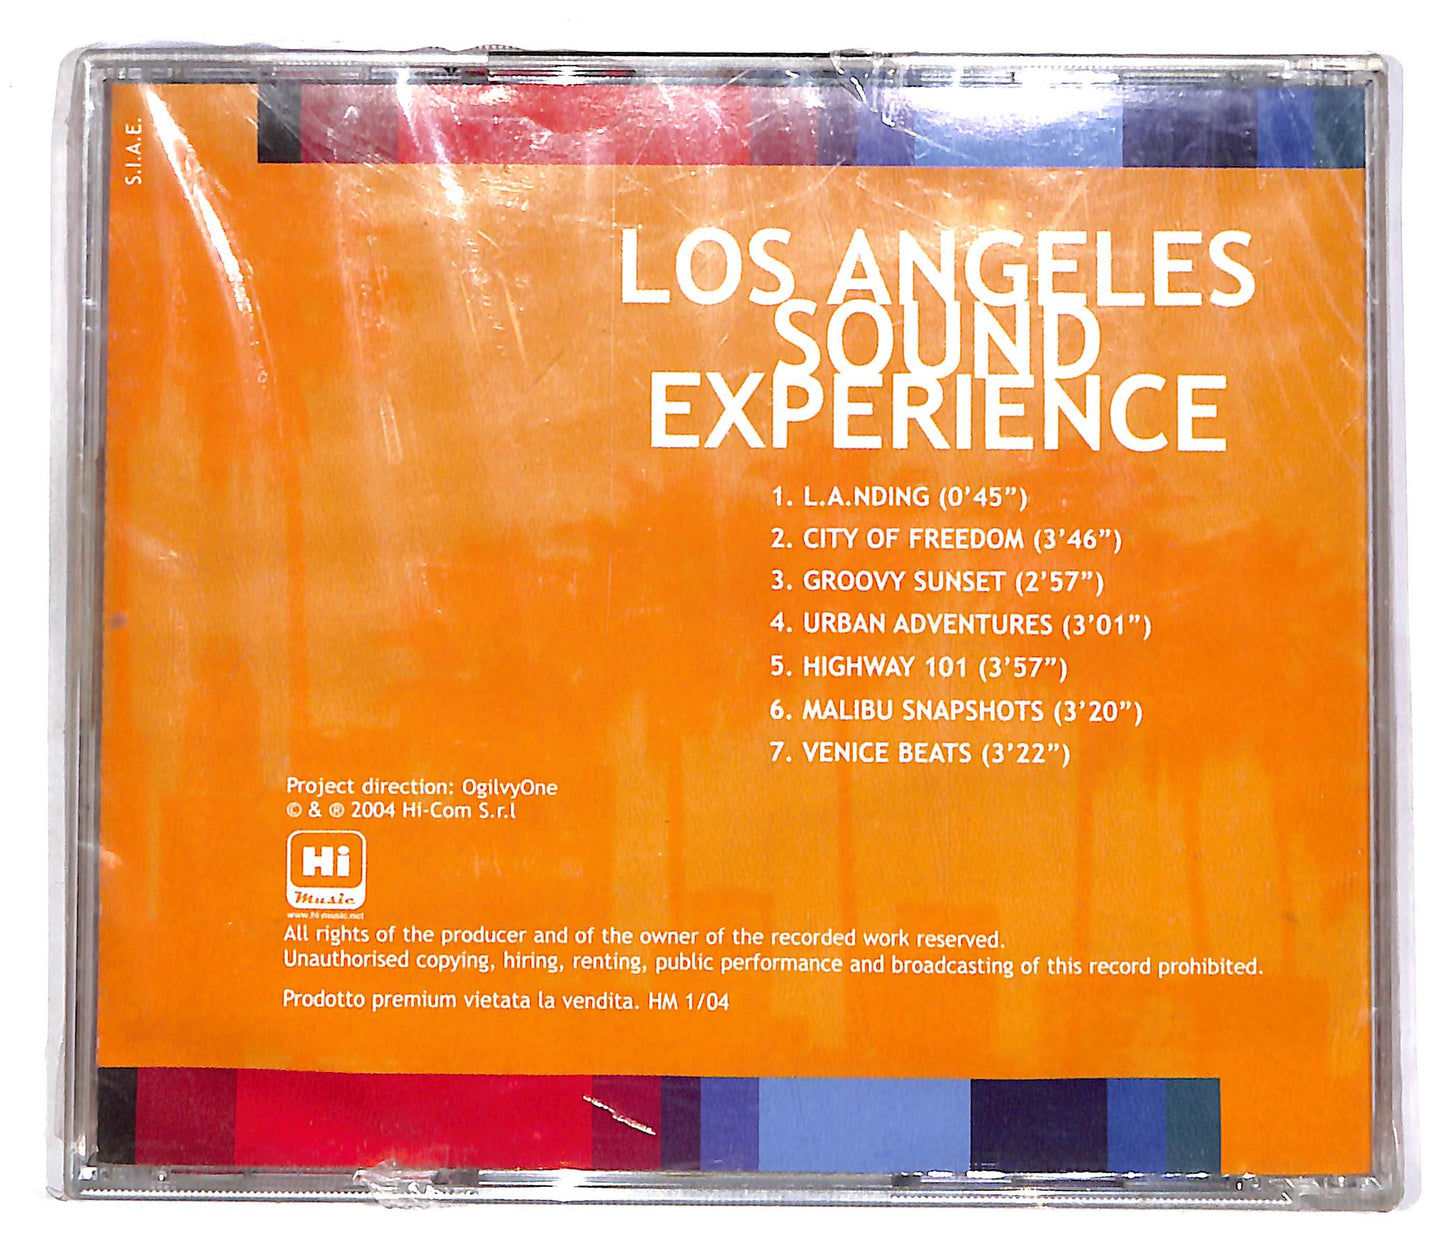 S.I.A.E.
LOS ANGELES
SOUND
EXPERIENCE
1. L.A.NDING (0'45")
2. CITY OF FREEDOM (3'46")
3. GROOVY SUNSET (2'57")
4. URBAN ADVENTURES (3'01")
5. HIGHWAY 101 (3'57")
6. MALIBU SNAPSHOTS (3'20")
7. VENICE BEATS (3'22")
Project direction: OgilvyOne
© & ® 2004 Hi-Com S.r.l
Hi
Music
www.hi-music.net
All rights of the producer and of the owner of the recorded work reserved.
Unauthorised copying, hiring, renting, public performance and broadcasting of this record prohibited.
Prodotto premium vietata la vendita. HM 1/04